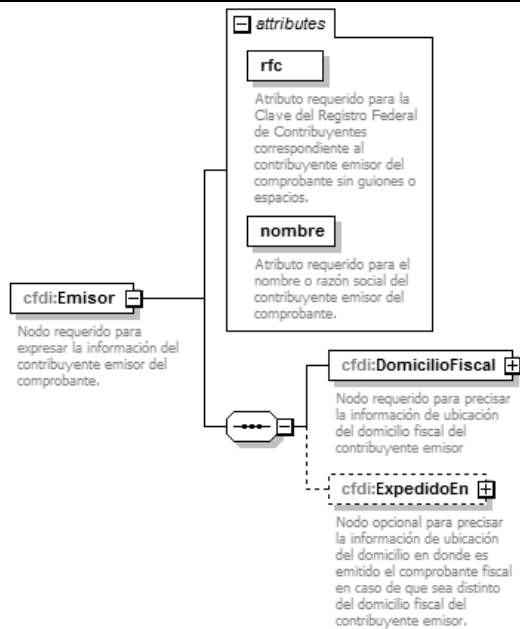 attributes
rfc
Atributo requerido para la
Clave del Registro Federal
de Contribuyentes
correspondiente al
contribuyente emisor del
comprobante sin guiones o
espacios.
nombre
Atributo requerido para el
nombre o razón social del
contribuyente emisor del
comprobante.
cfdi:Emisor
Nodo requerido para
expresar la información del
contribuyente emisor del
comprobante.
cfdi:DomicilioFiscal
Nodo requerido para precisar
la información de ubicación
del domicilio fiscal del
contribuyente emisor
cfdi:ExpedidoEn
Nodo opcional para precisar
la información de ubicación
del domicilio en donde es
emitido el comprobante fiscal
en caso de que sea distinto
del domicilio fiscal del
contribuyente emisor.